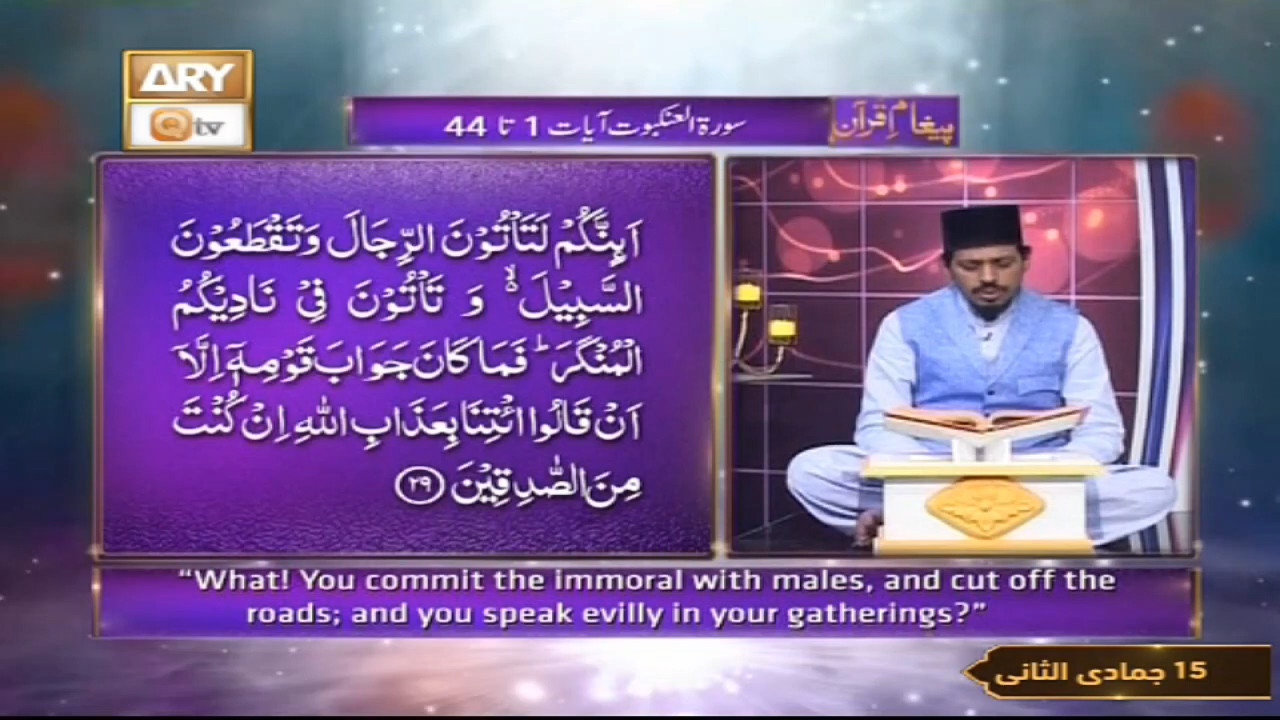 ARY
Qtv
پیغامِ قرآن
سورۃ العنکبوت آیات 1 تا 44
اَىِٕنَّكُمْ لَتَاْتُوْنَ الرِّجَالَ وَتَقْطَعُوْنَ
السَّبِیْلَ ۙ۬ وَ تَاْتُوْنَ فِیْ نَادِیْكُمُ
الْمُنْكَرَ ؕ فَمَا كَانَ جَوَابَ قَوْمِهٖۤ اِلَّاۤ
اَنْ قَالُوا ائْتِنَا بِعَذَابِ اللّٰهِ اِنْ كُنْتَ
مِنَ الصّٰدِقِیْنَ ۝۲۹
“What! You commit the immoral with males, and cut off the
roads; and you speak evilly in your gatherings?”
15 جمادی الثانی